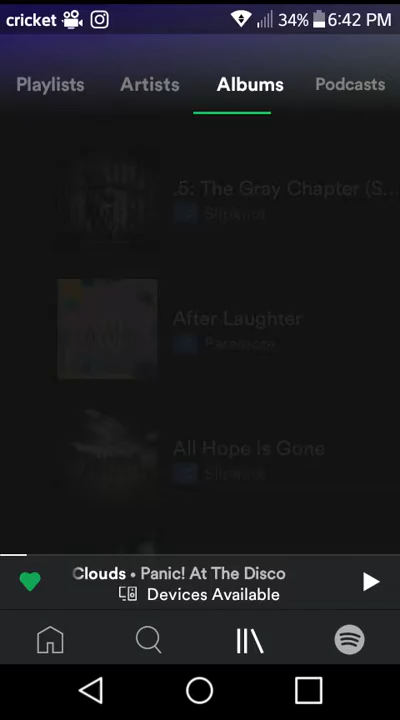 cricket 34% 6:42 PM
Playlists Artists Albums Podcasts
.5: The Gray Chapter (S...
Slipknot
After Laughter
Paramore
All Hope Is Gone
Slipknot
Clouds • Panic! At The Disco
Devices Available